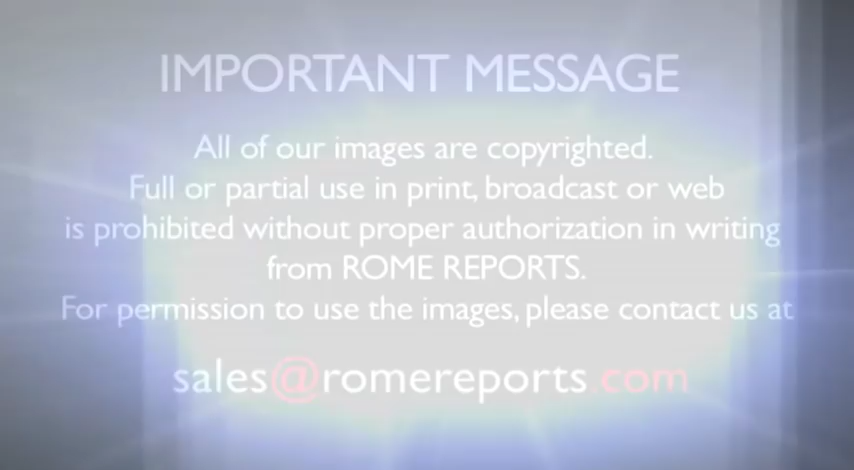 IMPORTANT MESSAGE
All of our images are copyrighted.
Full or partial use in print, broadcast or web
is prohibited without proper authorization in writing
from ROME REPORTS.
For permission to use the images, please contact us at
sales@romereports.com